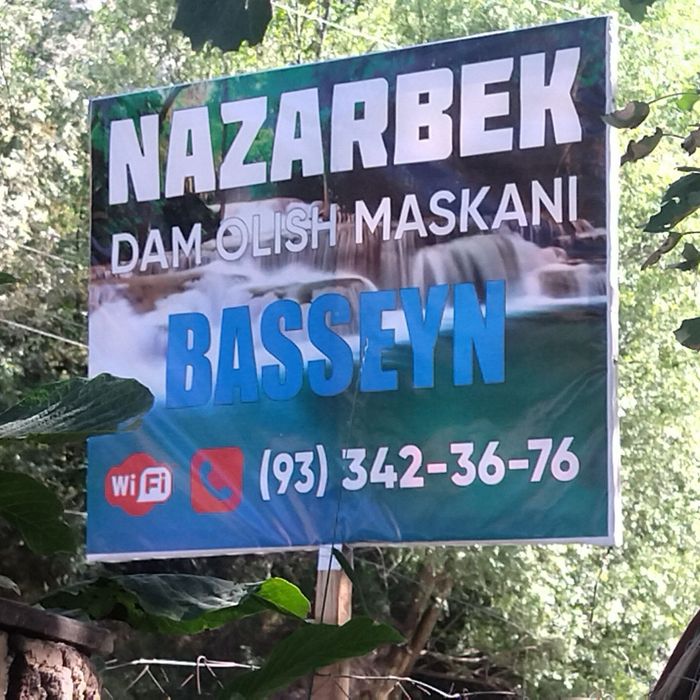 NAZARBEK
DAM OLISH MASKANI
BASSEYN
WiFi (93) 342-36-76